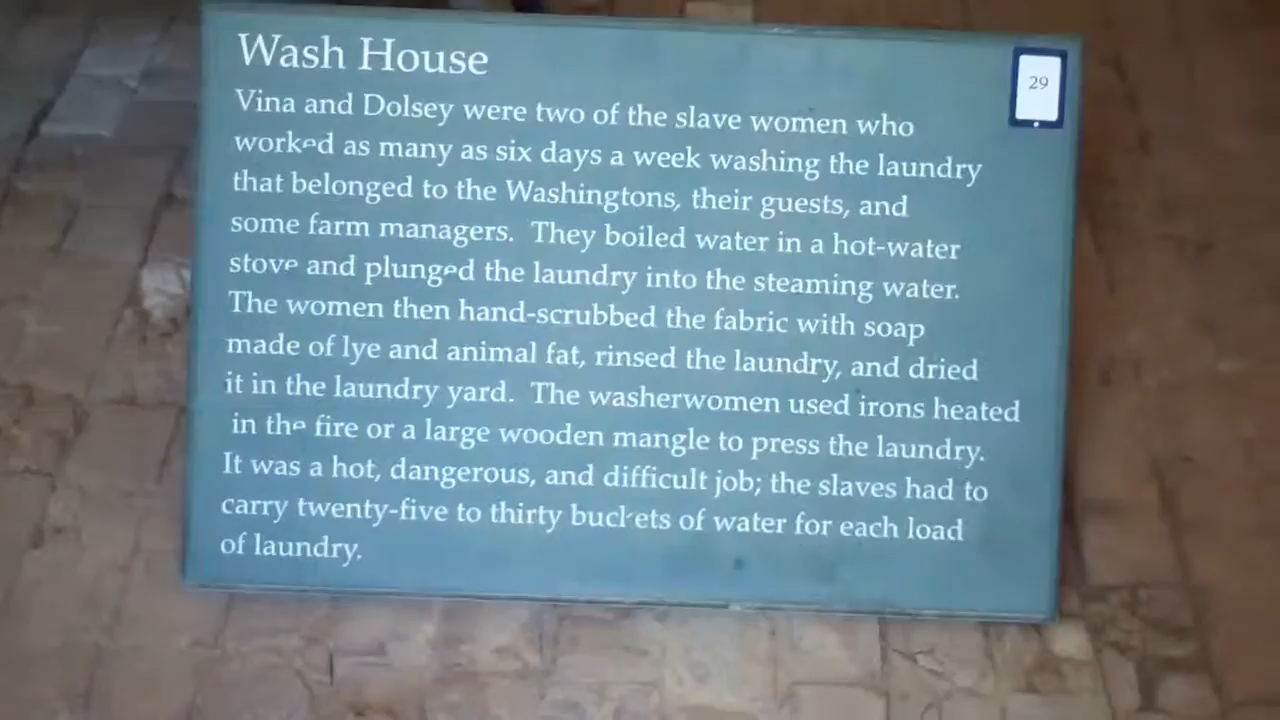 Wash House
29
Vina and Dolsey were two of the slave women who
worked as many as six days a week washing the laundry
that belonged to the Washingtons, their guests, and
some farm managers. They boiled water in a hot-water
stove and plunged the laundry into the steaming water.
The women then hand-scrubbed the fabric with soap
made of lye and animal fat, rinsed the laundry, and dried
it in the laundry yard. The washerwomen used irons heated
in the fire or a large wooden mangle to press the laundry.
It was a hot, dangerous, and difficult job; the slaves had to
carry twenty-five to thirty buckets of water for each load
of laundry.